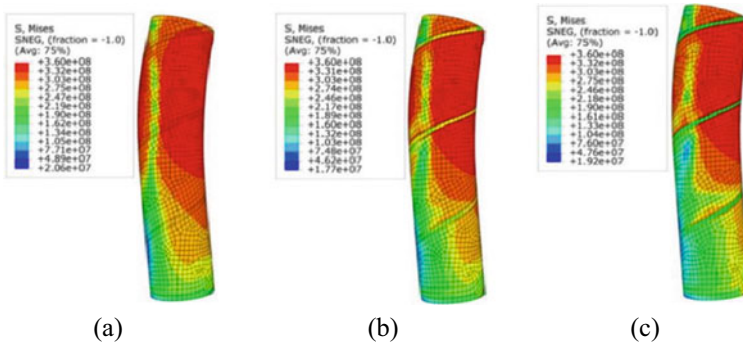 S, Mises
SNEG, (fraction = -1.0)
(Avg: 75%)
+3.60e+08
+3.32e+08
+3.03e+08
+2.75e+08
+2.47e+08
+2.19e+08
+1.90e+08
+1.62e+08
+1.34e+08
+1.05e+08
+7.71e+07
+4.89e+07
+2.06e+07
(a)
S, Mises
SNEG, (fraction = -1.0)
(Avg: 75%)
+3.60e+08
+3.31e+08
+3.03e+08
+2.74e+08
+2.46e+08
+2.17e+08
+1.89e+08
+1.60e+08
+1.32e+08
+1.03e+08
+7.48e+07
+4.62e+07
+1.77e+07
(b)
S, Mises
SNEG, (fraction = -1.0)
(Avg: 75%)
+3.60e+08
+3.32e+08
+3.03e+08
+2.75e+08
+2.46e+08
+2.18e+08
+1.90e+08
+1.61e+08
+1.33e+08
+1.04e+08
+7.60e+07
+4.76e+07
+1.92e+07
(c)